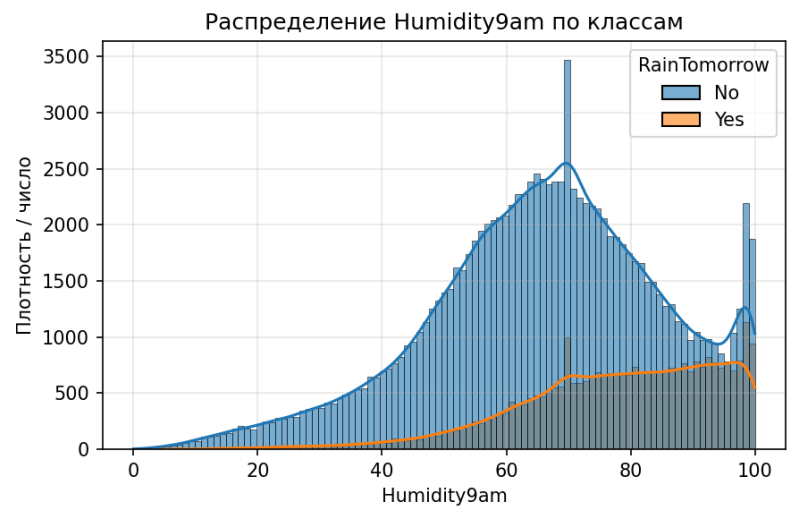 Распределение Humidity9am по классам
RainTomorrow
No
Yes
Плотность / число
3500
3000
2500
2000
1500
1000
500
0
0 20 40 60 80 100
Humidity9am